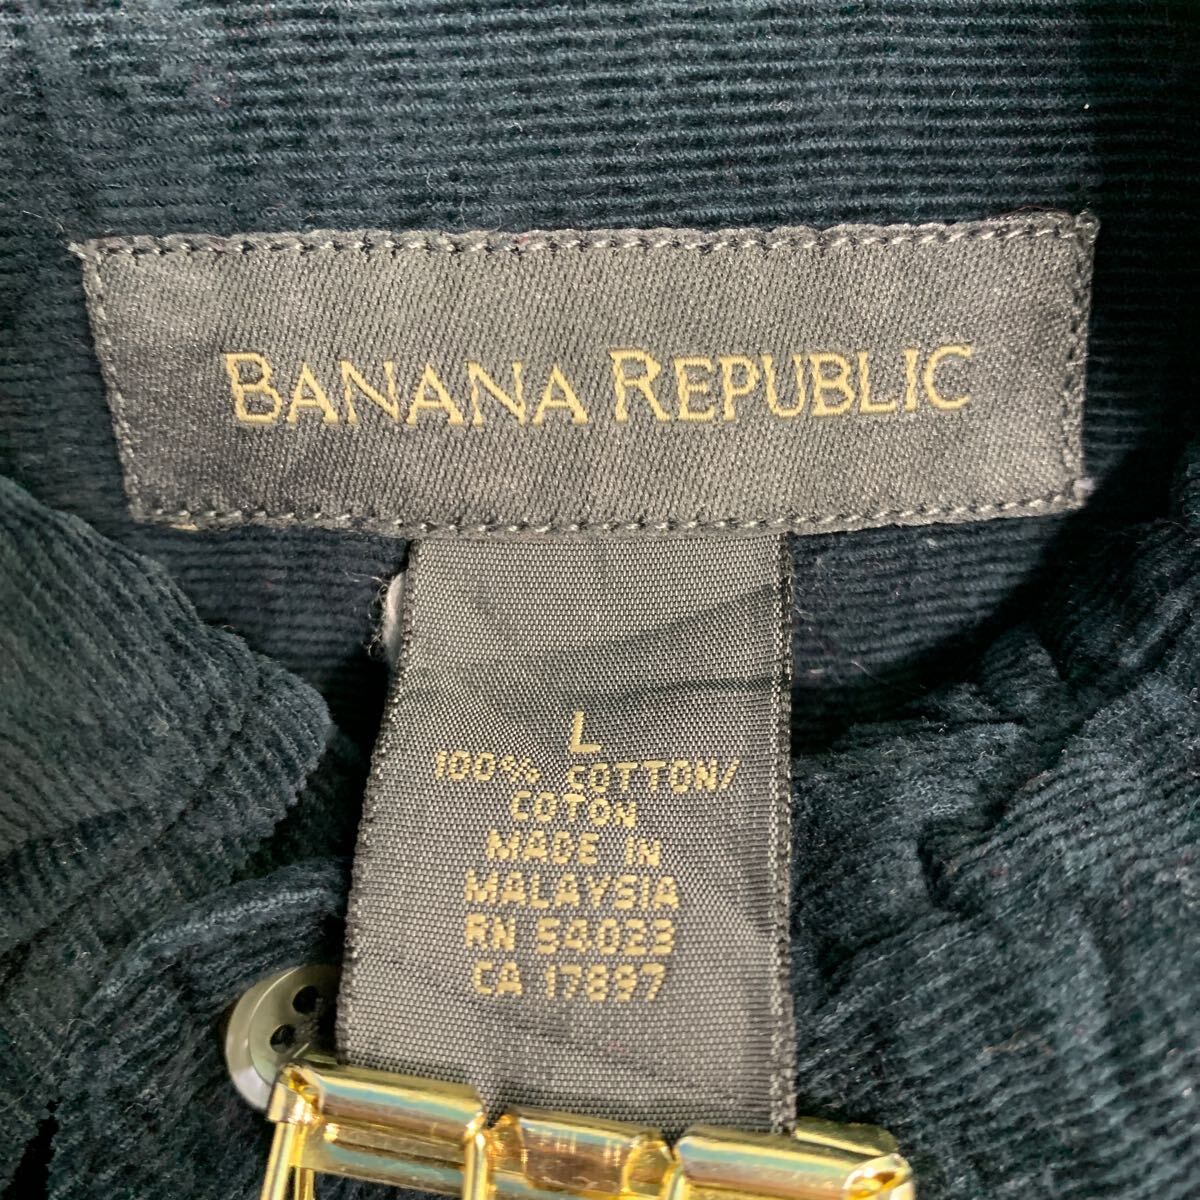 BANANA REPUBLIC
L
100% COTTON/
COTON
MADE IN
MALAYSIA
RN 54023
CA 17897